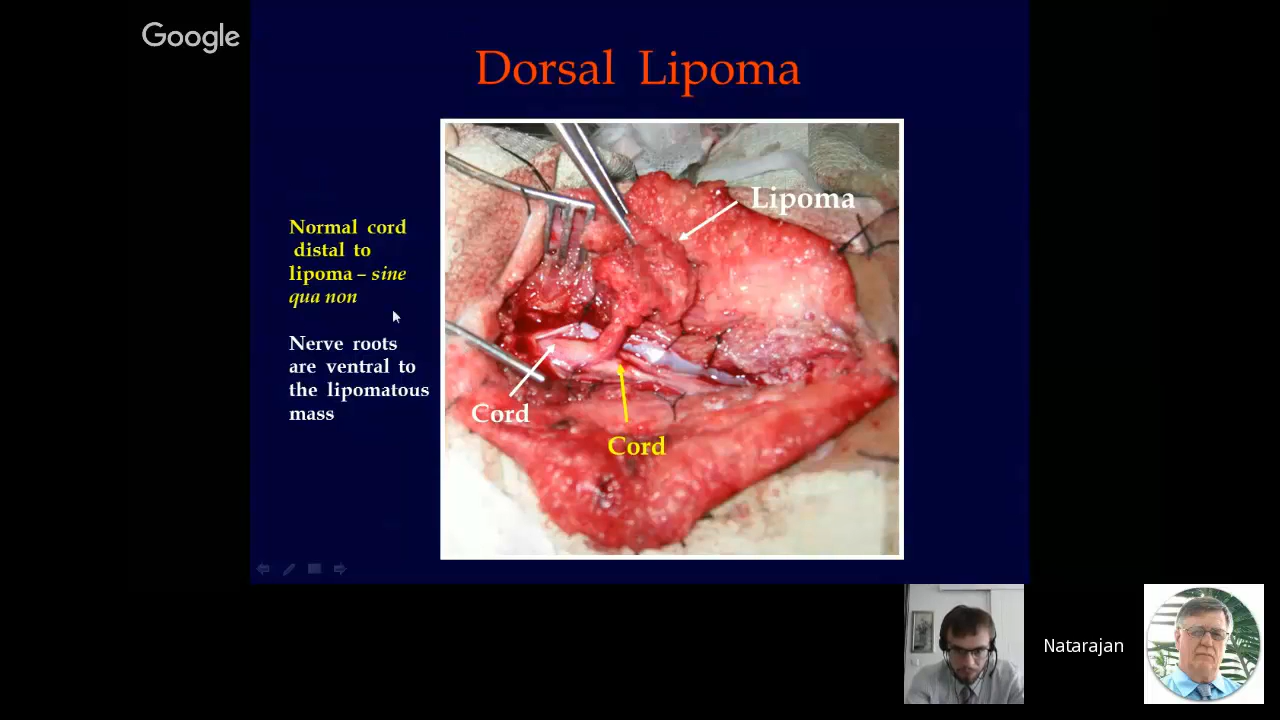 Google
Dorsal Lipoma
Normal cord
distal to
lipoma – sine
qua non
Nerve roots
are ventral to
the lipomatous
mass
Lipoma
Cord
Cord
Natarajan